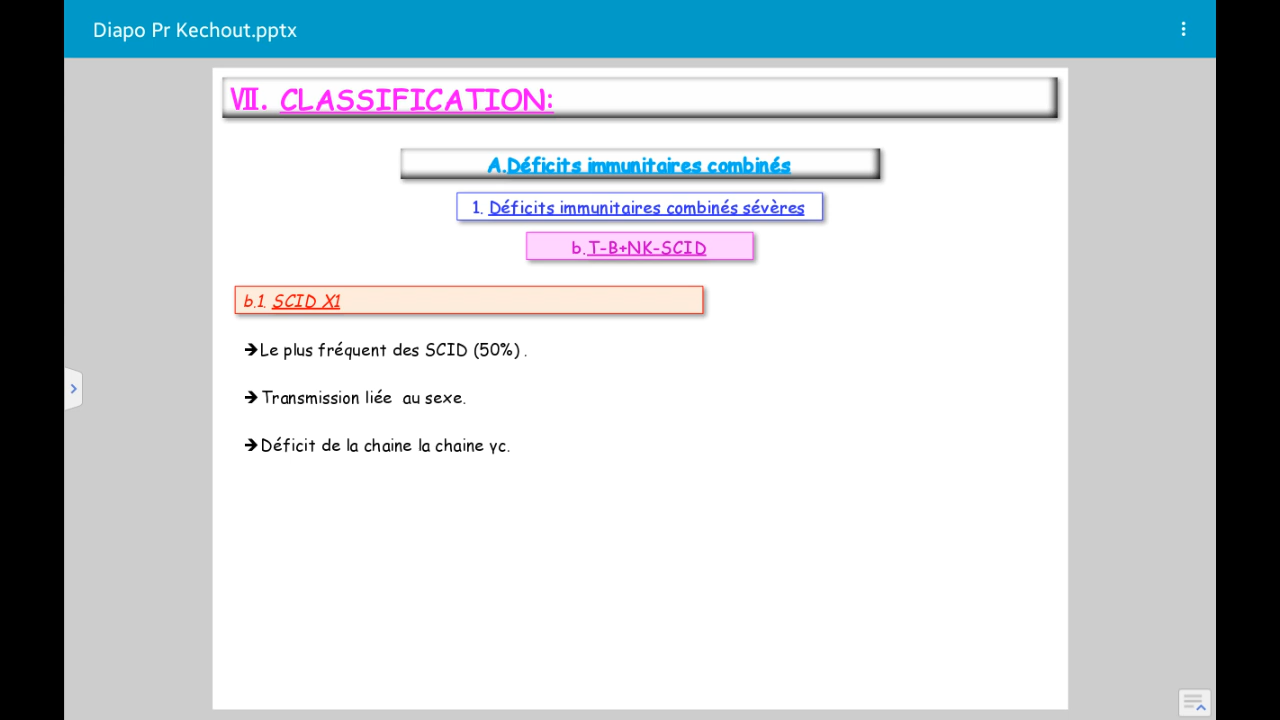 Diapo Pr Kechout.pptx
VII. CLASSIFICATION:
A.Déficits immunitaires combinés
1. Déficits immunitaires combinés sévères
b.T-B+NK-SCID
b.1. SCID X1
➔Le plus fréquent des SCID (50%) .
➔ Transmission liée au sexe.
➔Déficit de la chaine la chaine γc.